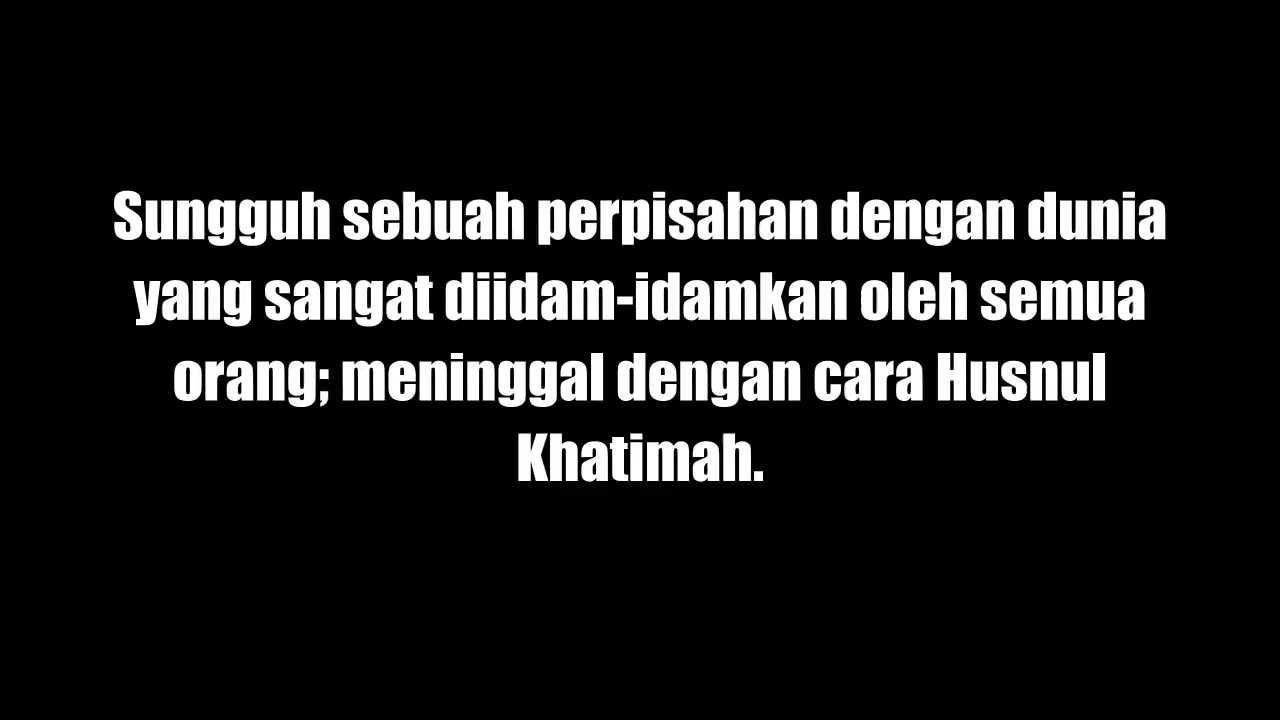 Sungguh sebuah perpisahan dengan dunia
yang sangat diidam-idamkan oleh semua
orang; meninggal dengan cara Husnul
Khatimah.